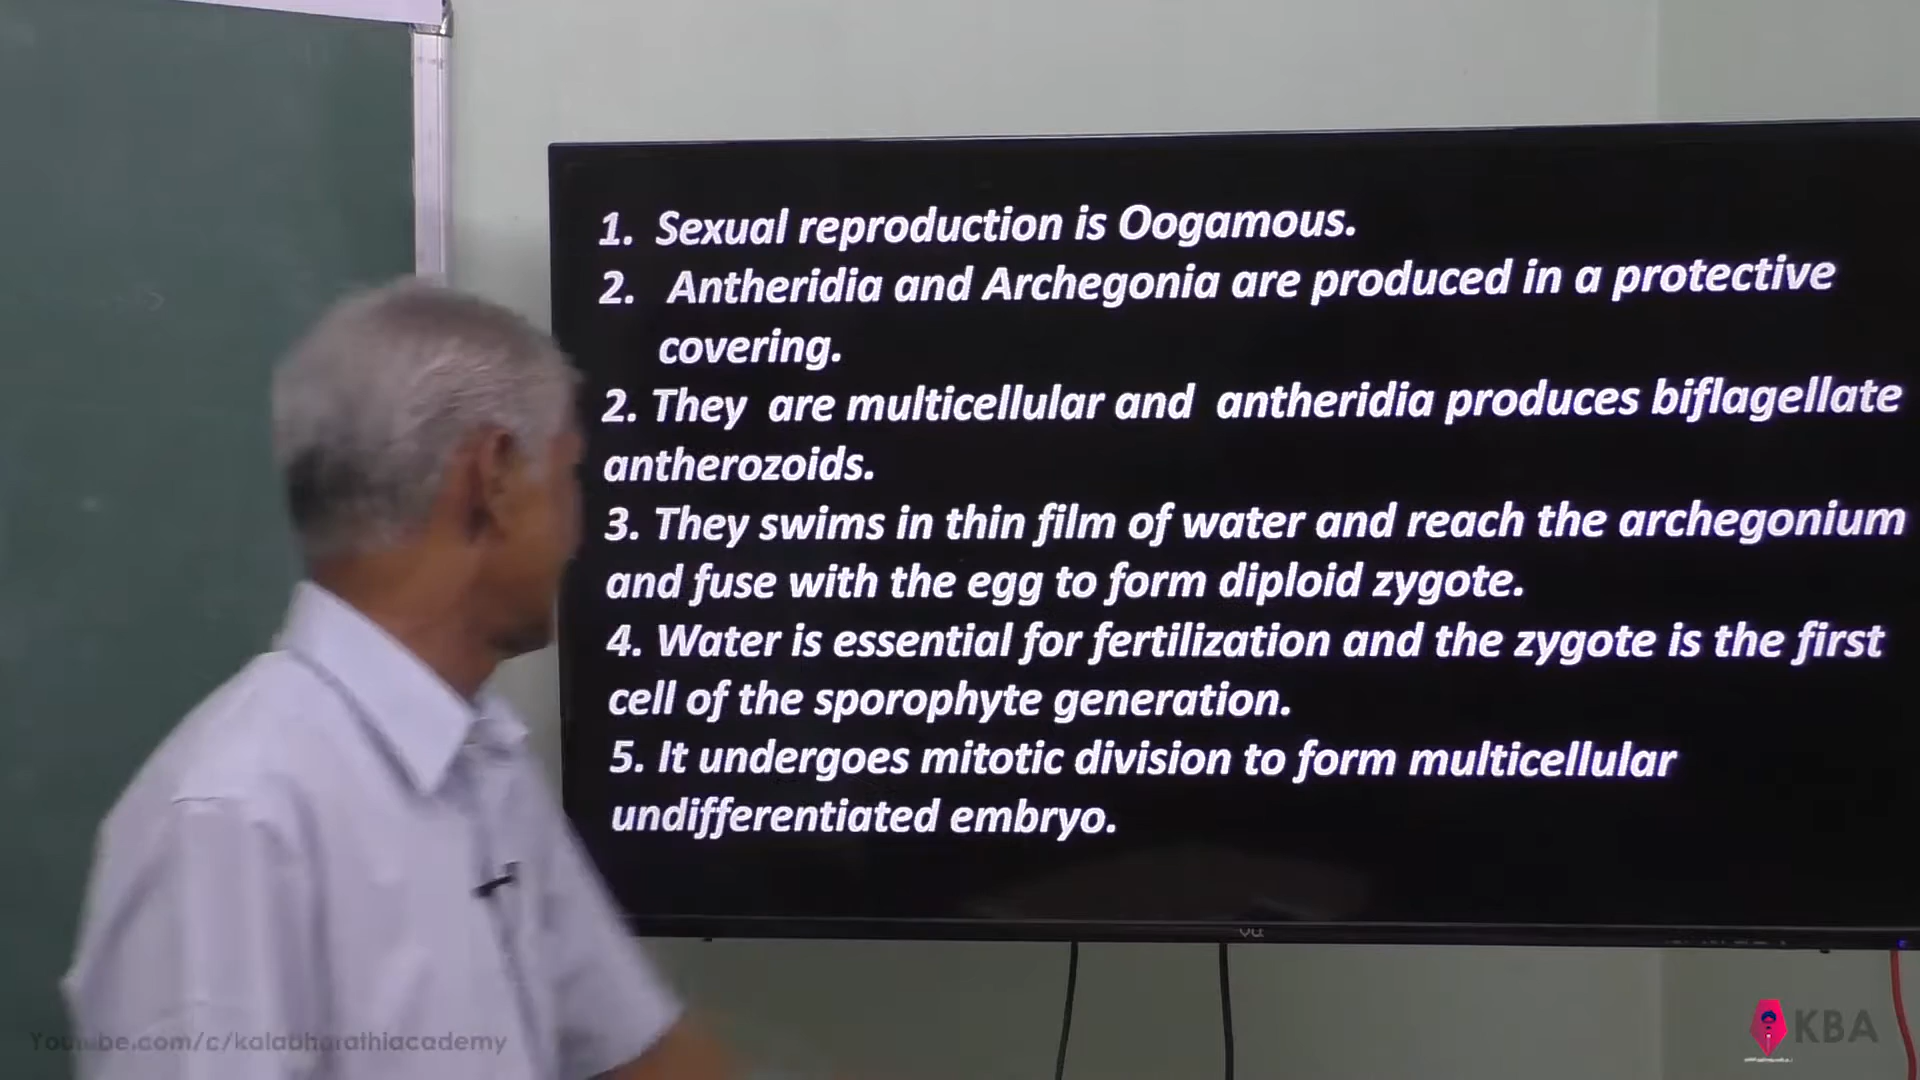 1. Sexual reproduction is Oogamous.
2. Antheridia and Archegonia are produced in a protective
covering.
2. They are multicellular and antheridia produces biflagellate
antherozoids.
3. They swims in thin film of water and reach the archegonium
and fuse with the egg to form diploid zygote.
4. Water is essential for fertilization and the zygote is the first
cell of the sporophyte generation.
5. It undergoes mitotic division to form multicellular
undifferentiated embryo.
Youtube.com/c/kalabharathiacademy
KBA